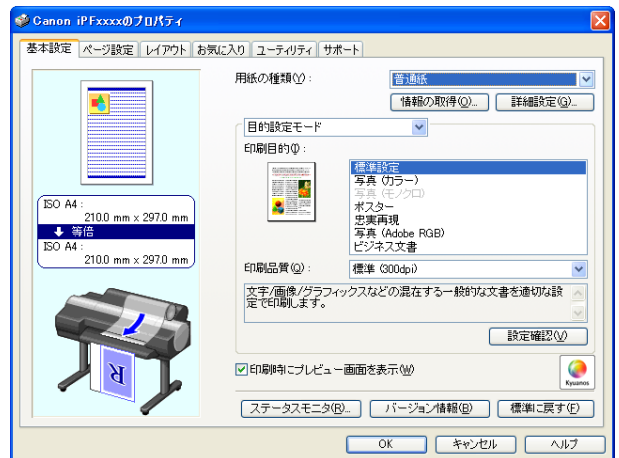 Canon iPFxxxxのプロパティ
基本設定 ページ設定 レイアウト お気に入り ユーティリティ サポート
用紙の種類(Y):
普通紙
情報の取得(O)... 詳細設定(G)...
目的設定モード
印刷目的(I):
標準設定
写真 (カラー)
写真 (モノクロ)
ポスター
忠実再現
写真 (Adobe RGB)
ビジネス文書
ISO A4 :
210.0 mm x 297.0 mm
等倍
ISO A4 :
210.0 mm x 297.0 mm
印刷品質(Q):
標準 (300dpi)
文字/画像/グラフィックスなどの混在する一般的な文書を適切な設
定で印刷します。
設定確認(V)
印刷時にプレビュー画面を表示(W)
Kyuanos
R
ステータスモニタ(R)... バージョン情報(B) 標準に戻す(F)
OK キャンセル ヘルプ